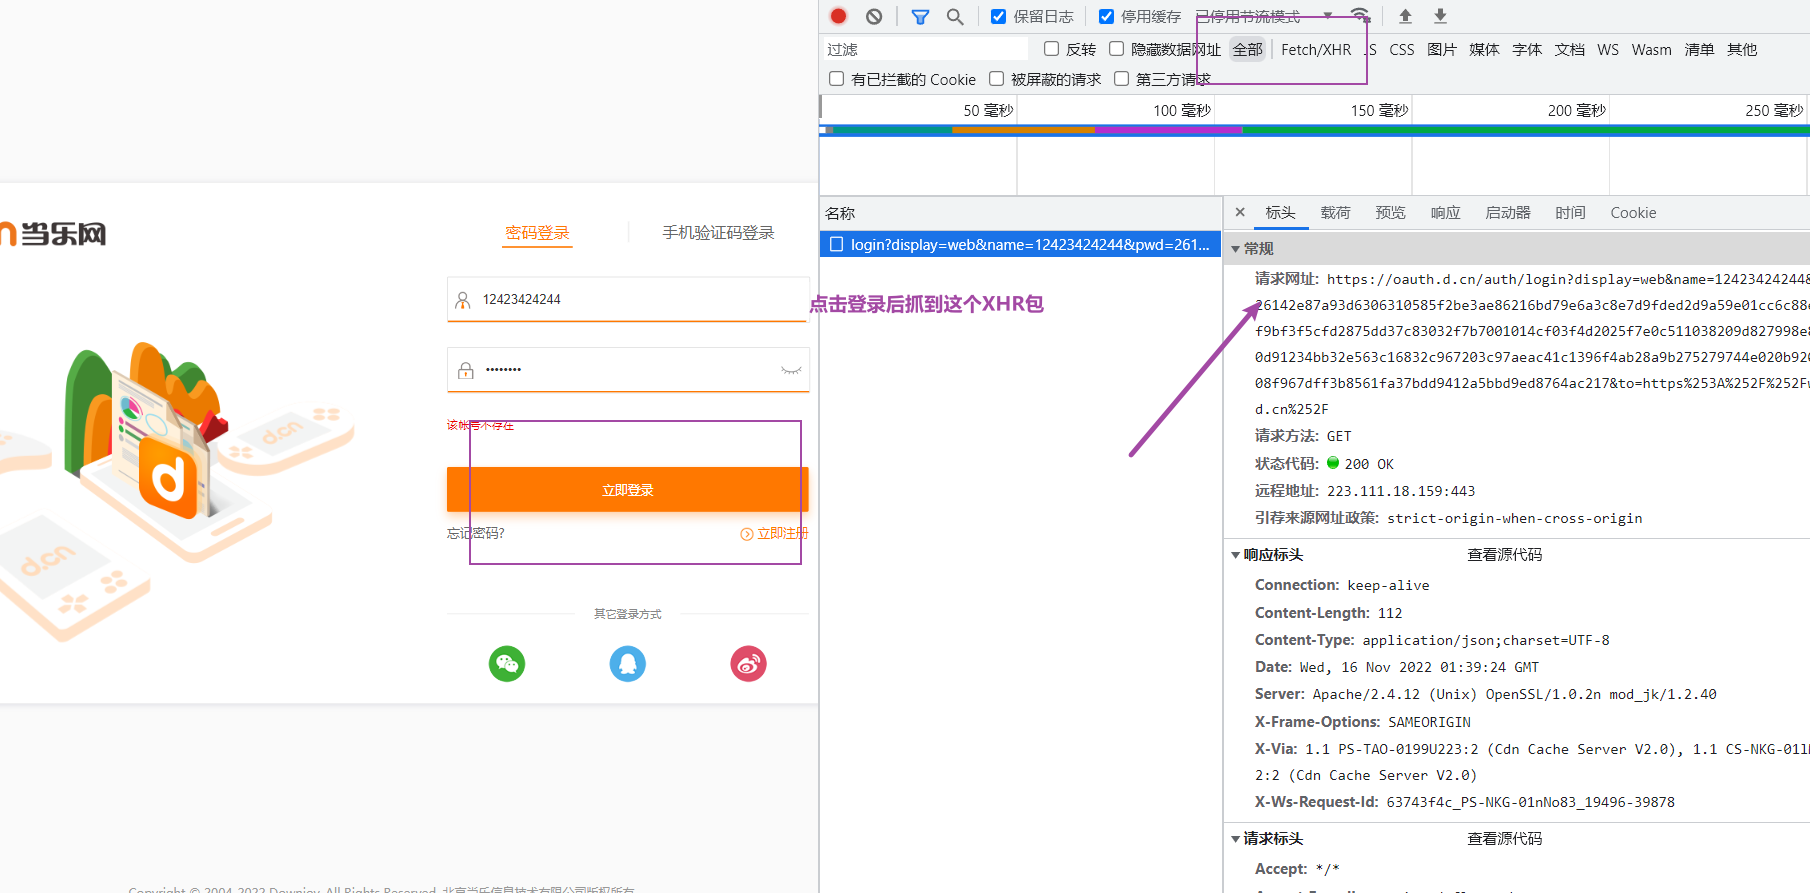 保留日志 停用缓存 已停用节流模式
过滤 反转 隐藏数据网址 全部 Fetch/XHR JS CSS 图片 媒体 字体 文档 WS Wasm 清单 其他
有已拦截的 Cookie 被屏蔽的请求 第三方请求
50 毫秒 100 毫秒 150 毫秒 200 毫秒 250 毫秒
名称
login?display=web&name=12423424244&pwd=261...
标头 载荷 预览 响应 启动器 时间 Cookie
当乐网
密码登录 手机验证码登录
12423424244
••••••••
该帐号不存在
立即登录
忘记密码? 立即注册
其它登录方式
d.cn
d.cn
d
点击登录后抓到这个XHR包
常规
请求网址: https://oauth.d.cn/auth/login?display=web&name=12423424244&
26142e87a93d6306310585f2be3ae86216bd79e6a3c8e7d9fded2d9a59e01cc6c88
f9bf3f5cfd2875dd37c83032f7b7001014cf03f4d2025f7e0c511038209d827998e
0d91234bb32e563c16832c967203c97aeac41c1396f4ab28a9b275279744e020b920
08f967dff3b8561fa37bdd9412a5bbd9ed8764ac217&to=https%253A%252F%252F
d.cn%252F
请求方法: GET
状态代码: 200 OK
远程地址: 223.111.18.159:443
引荐来源网址政策: strict-origin-when-cross-origin
响应标头 查看源代码
Connection: keep-alive
Content-Length: 112
Content-Type: application/json;charset=UTF-8
Date: Wed, 16 Nov 2022 01:39:24 GMT
Server: Apache/2.4.12 (Unix) OpenSSL/1.0.2n mod_jk/1.2.40
X-Frame-Options: SAMEORIGIN
X-Via: 1.1 PS-TAO-0199U223:2 (Cdn Cache Server V2.0), 1.1 CS-NKG-011
2:2 (Cdn Cache Server V2.0)
X-Ws-Request-Id: 63743f4c_PS-NKG-01nNo83_19496-39878
请求标头 查看源代码
Accept: */*
Copyright © 2004-2022 Downjoy. All Rights Reserved. 北京当乐信息技术有限公司版权所有